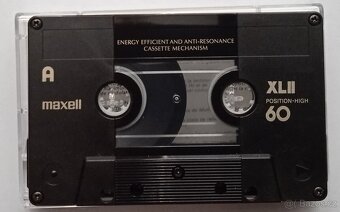 ENERGY EFFICIENT AND ANTI-RESONANCE
CASSETTE MECHANISM
A
maxell
XLII
POSITION-HIGH
60